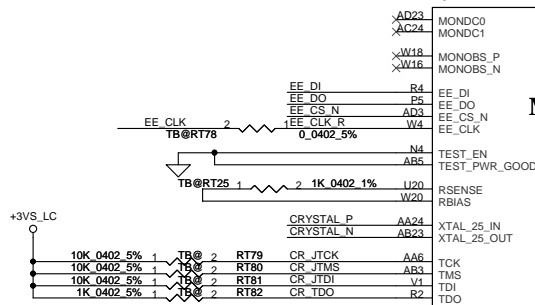 AD23 MONDC0
AC24 MONDC1
W18 MONOBS_P
W16 MONOBS_N
EE_DI R4 EE_DI
EE_DO P5 EE_DO
EE_CS_N AD3 EE_CS_N
EE_CLK 2 1 EE_CLK_R W4 EE_CLK
TB@RT78 0_0402_5%
N4 TEST_EN
AB5 TEST_PWR_GOOD
TB@RT25 1 2 1K_0402_1% U20 RSENSE
W20 RBIAS
+3VS_LC
CRYSTAL_P AA24 XTAL_25_IN
CRYSTAL_N AB23 XTAL_25_OUT
10K_0402_5% 1 TB@ 2 RT79 CR_JTCK AA6 TCK
10K_0402_5% 1 TB@ 2 RT80 CR_JTMS AB3 TMS
10K_0402_5% 1 TB@ 2 RT81 CR_JTDI V1 TDI
1K_0402_5% 1 TB@ 2 RT82 CR_TDO R2 TDO